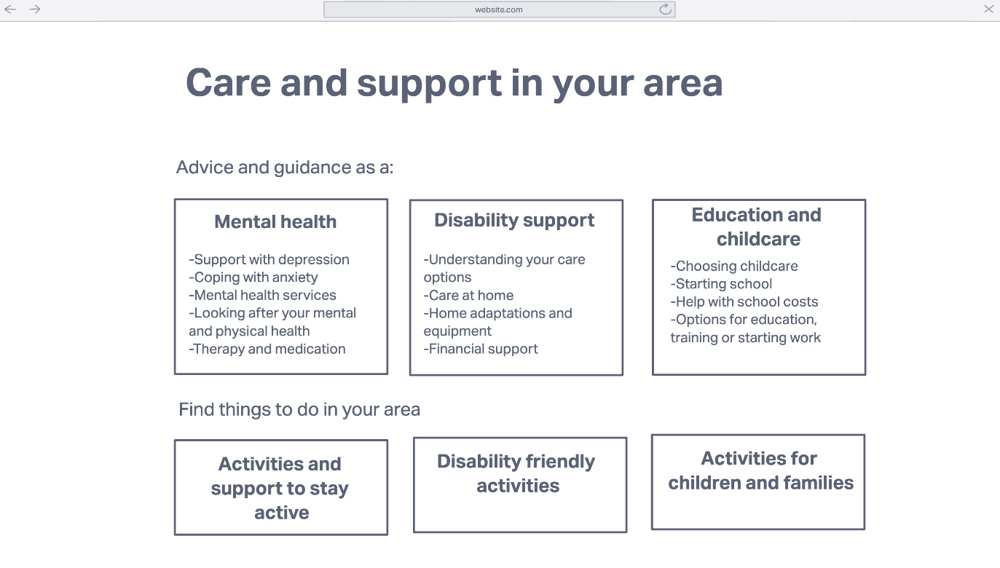 website.com
Care and support in your area
Advice and guidance as a:
Mental health
-Support with depression
-Coping with anxiety
-Mental health services
-Looking after your mental
and physical health
-Therapy and medication
Disability support
-Understanding your care
options
-Care at home
-Home adaptations and
equipment
-Financial support
Education and
childcare
-Choosing childcare
-Starting school
-Help with school costs
-Options for education,
training or starting work
Find things to do in your area
Activities and
support to stay
active
Disability friendly
activities
Activities for
children and families